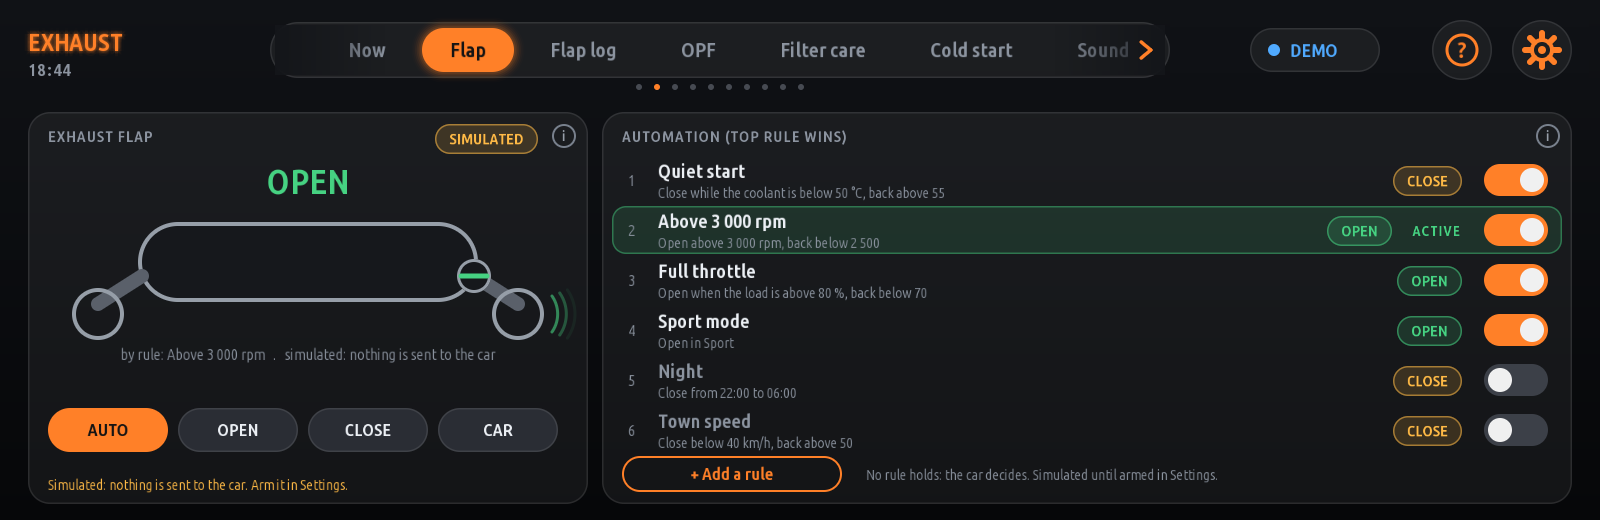 EXHAUST
18:44
Now Flap Flap log OPF Filter care Cold start Sound
DEMO
?
EXHAUST FLAP
SIMULATED
i
OPEN
by rule: Above 3 000 rpm . simulated: nothing is sent to the car
AUTO OPEN CLOSE CAR
Simulated: nothing is sent to the car. Arm it in Settings.
AUTOMATION (TOP RULE WINS)
i
1 Quiet start CLOSE
Close while the coolant is below 50 °C, back above 55
2 Above 3 000 rpm OPEN ACTIVE
Open above 3 000 rpm, back below 2 500
3 Full throttle OPEN
Open when the load is above 80 %, back below 70
4 Sport mode OPEN
Open in Sport
5 Night CLOSE
Close from 22:00 to 06:00
6 Town speed CLOSE
Close below 40 km/h, back above 50
+ Add a rule
No rule holds: the car decides. Simulated until armed in Settings.